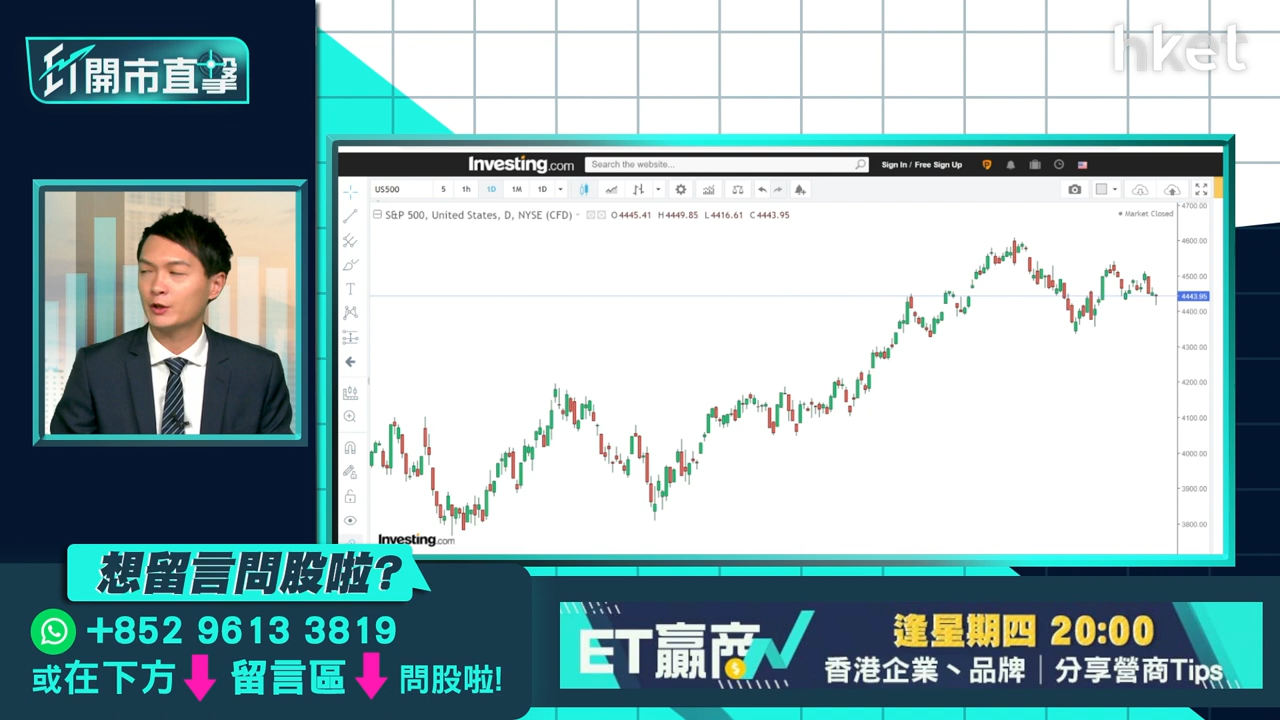 hket
ET開市直擊
Investing.com
Search the website...
Sign In / Free Sign Up
US500
5
1h
1D
1M
1D
S&P 500, United States, D, NYSE (CFD)
O4445.41 H4449.85 L4416.61 C4443.95
Market Closed
4700.00
4600.00
4500.00
4443.95
4400.00
4300.00
4200.00
4100.00
4000.00
3900.00
3800.00
Investing.com
想留言問股啦?
+852 9613 3819
或在下方
留言區
問股啦!
ET贏商
逢星期四 20:00
香港企業、品牌｜分享營商Tips